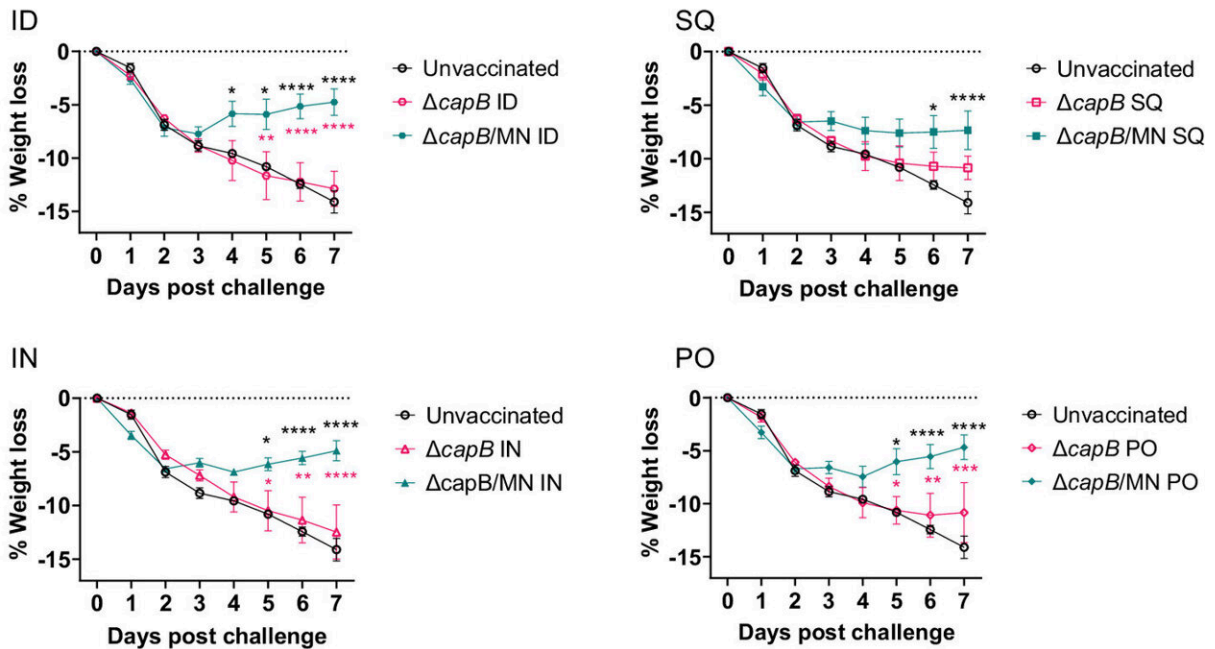 ID
% Weight loss
0
-5
-10
-15
* * **** ****
** **** ****
0 1 2 3 4 5 6 7
Days post challenge
Unvaccinated
ΔcapB ID
ΔcapB/MN ID
SQ
% Weight loss
0
-5
-10
-15
* ****
0 1 2 3 4 5 6 7
Days post challenge
Unvaccinated
ΔcapB SQ
ΔcapB/MN SQ
IN
% Weight loss
0
-5
-10
-15
* **** ****
* ** ****
0 1 2 3 4 5 6 7
Days post challenge
Unvaccinated
ΔcapB IN
ΔcapB/MN IN
PO
% Weight loss
0
-5
-10
-15
* **** ****
* ** ***
0 1 2 3 4 5 6 7
Days post challenge
Unvaccinated
ΔcapB PO
ΔcapB/MN PO